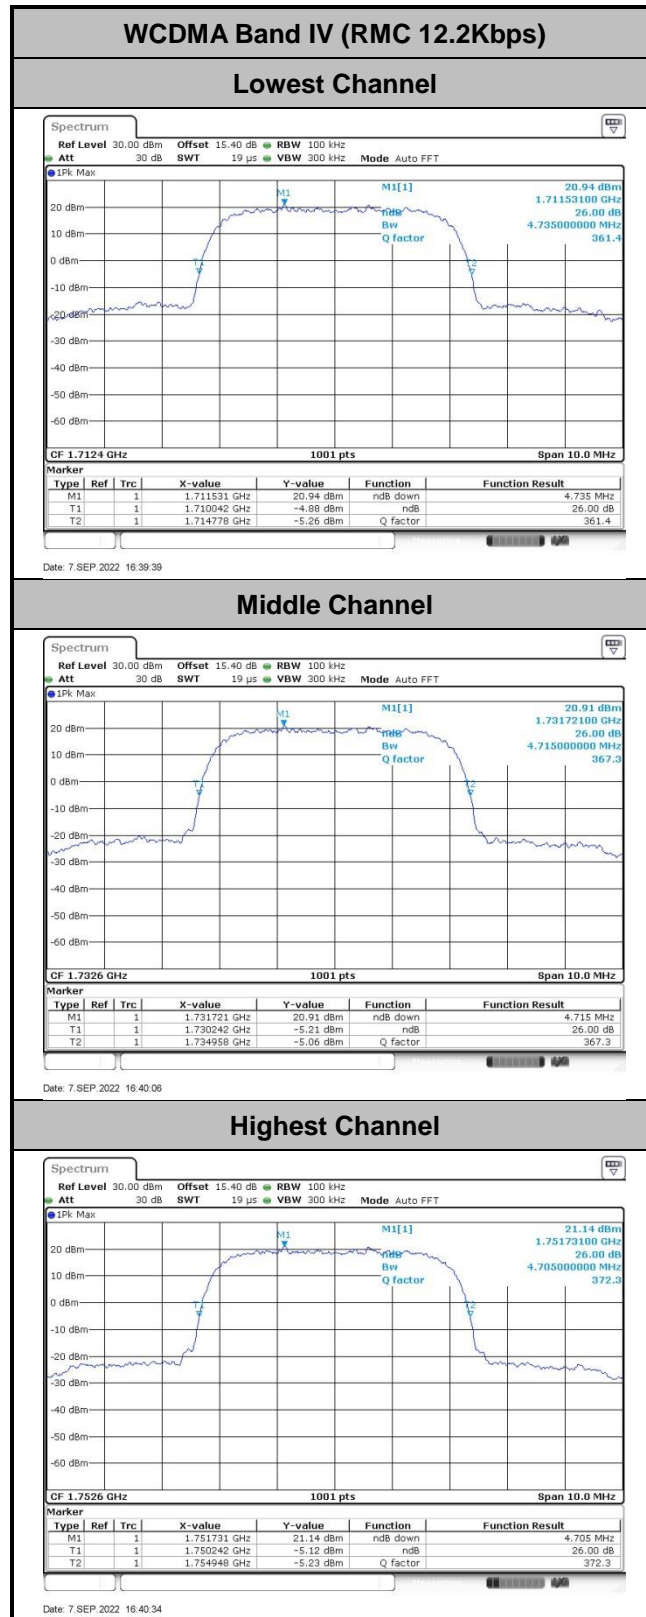 WCDMA Band IV (RMC 12.2Kbps)
Lowest Channel
Spectrum
Ref Level 30.00 dBm Offset 15.40 dB RBW 100 kHz
Att 30 dB SWT 19 µs VBW 300 kHz Mode Auto FFT
1Pk Max
M1[1] 20.94 dBm
1.71153100 GHz
M1
20 dBm
ndB 26.00 dB
Bw 4.735000000 MHz
10 dBm
Q factor 361.4
0 dBm
T1 T2
-10 dBm
-20 dBm
-30 dBm
-40 dBm
-50 dBm
-60 dBm
CF 1.7124 GHz 1001 pts Span 10.0 MHz
Marker
Type Ref Trc X-value Y-value Function Function Result
M1 1 1.711531 GHz 20.94 dBm ndB down 4.735 MHz
T1 1 1.710042 GHz -4.88 dBm ndB 26.00 dB
T2 1 1.714778 GHz -5.26 dBm Q factor 361.4
Date: 7.SEP.2022 16:39:39
Middle Channel
Spectrum
Ref Level 30.00 dBm Offset 15.40 dB RBW 100 kHz
Att 30 dB SWT 19 µs VBW 300 kHz Mode Auto FFT
1Pk Max
M1[1] 20.91 dBm
1.73172100 GHz
M1
20 dBm
ndB 26.00 dB
Bw 4.715000000 MHz
10 dBm
Q factor 367.3
0 dBm
T1 T2
-10 dBm
-20 dBm
-30 dBm
-40 dBm
-50 dBm
-60 dBm
CF 1.7326 GHz 1001 pts Span 10.0 MHz
Marker
Type Ref Trc X-value Y-value Function Function Result
M1 1 1.731721 GHz 20.91 dBm ndB down 4.715 MHz
T1 1 1.730242 GHz -5.21 dBm ndB 26.00 dB
T2 1 1.734958 GHz -5.06 dBm Q factor 367.3
Date: 7.SEP.2022 16:40:06
Highest Channel
Spectrum
Ref Level 30.00 dBm Offset 15.40 dB RBW 100 kHz
Att 30 dB SWT 19 µs VBW 300 kHz Mode Auto FFT
1Pk Max
M1[1] 21.14 dBm
1.75173100 GHz
M1
20 dBm
ndB 26.00 dB
Bw 4.705000000 MHz
10 dBm
Q factor 372.3
0 dBm
T1 T2
-10 dBm
-20 dBm
-30 dBm
-40 dBm
-50 dBm
-60 dBm
CF 1.7526 GHz 1001 pts Span 10.0 MHz
Marker
Type Ref Trc X-value Y-value Function Function Result
M1 1 1.751731 GHz 21.14 dBm ndB down 4.705 MHz
T1 1 1.750242 GHz -5.12 dBm ndB 26.00 dB
T2 1 1.754948 GHz -5.23 dBm Q factor 372.3
Date: 7.SEP.2022 16:40:34